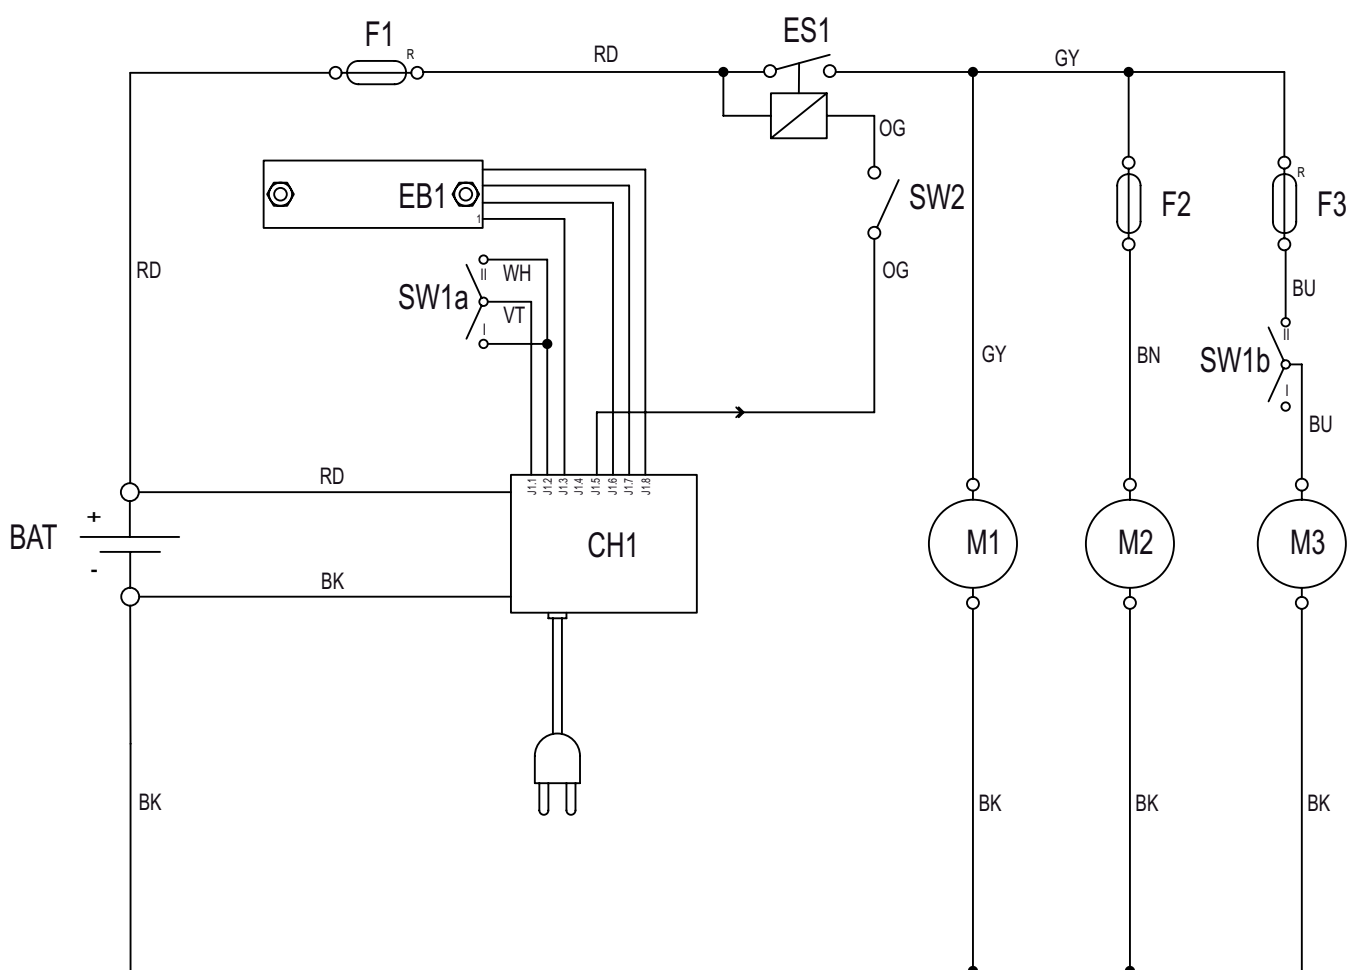 F1
R
RD
ES1
GY
OG
SW2
F2
R
F3
EB1
1
RD
II
WH
SW1a
VT
I
OG
BU
II
SW1b
I
GY
BN
BU
RD
J1.1
J1.2
J1.3
J1.4
J1.5
J1.6
J1.7
J1.8
+
BAT
-
CH1
M1
M2
M3
BK
BK
BK
BK
BK